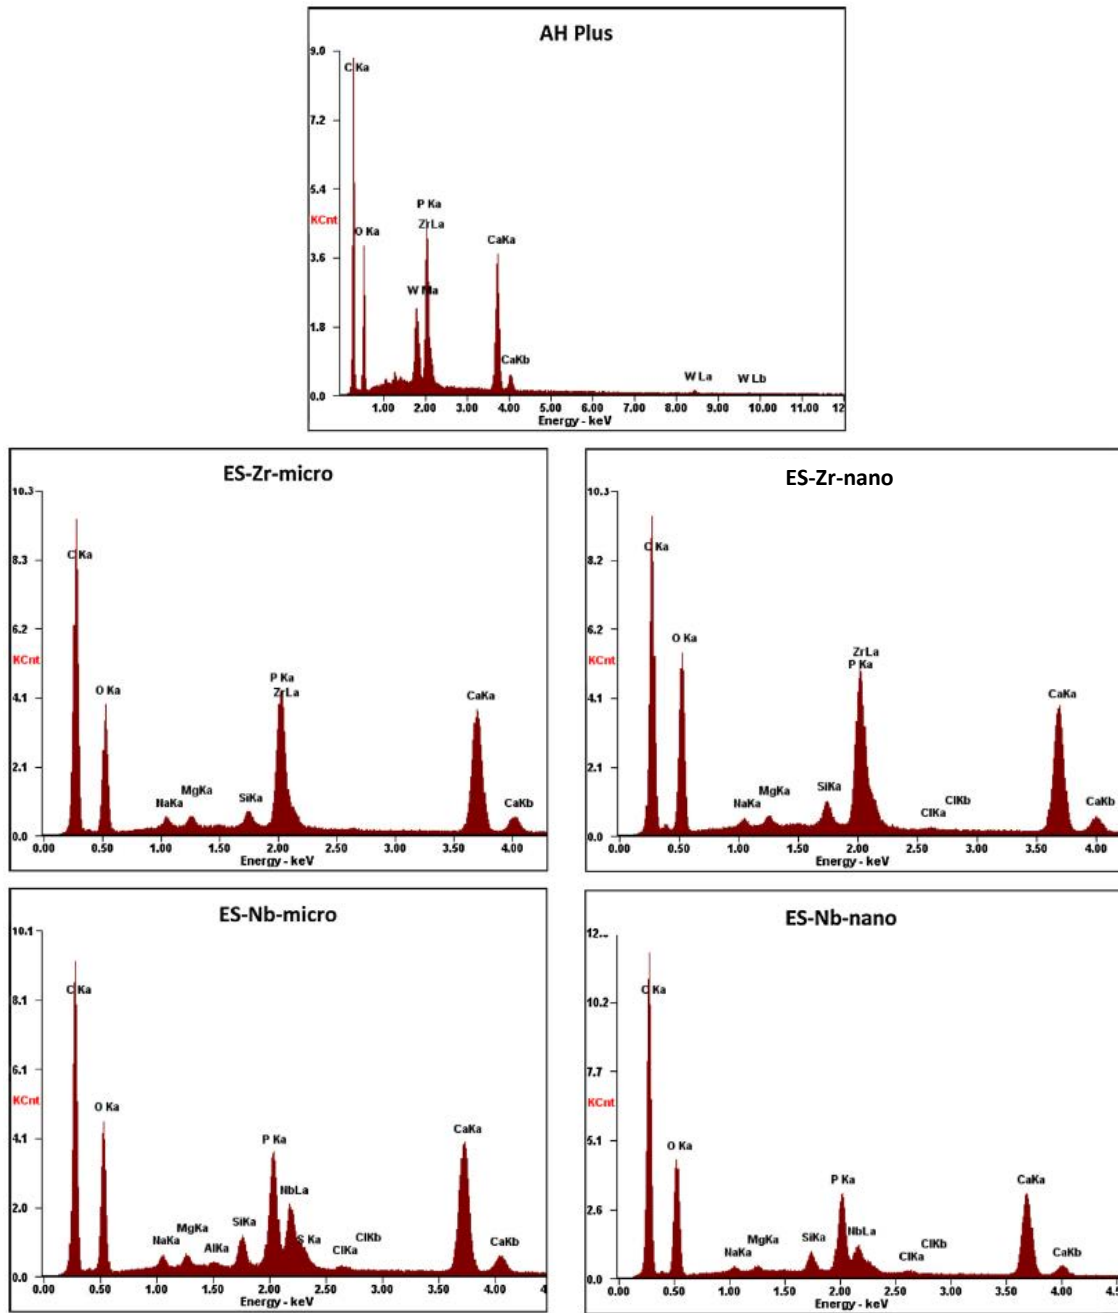 AH Plus
9.0
C Ka
7.2
5.4
P Ka
KCnt
ZrLa
O Ka
CaKa
3.6
W Ma
1.8
CaKb
W La
W Lb
0.0
1.00 2.00 3.00 4.00 5.00 6.00 7.00 8.00 9.00 10.00 11.00 12
Energy - keV
ES-Zr-micro
10.3
C Ka
8.3
6.2
KCnt
P Ka
O Ka
ZrLa
CaKa
4.1
2.1
NaKa
MgKa
SiKa
CaKb
0.0
0.00 0.50 1.00 1.50 2.00 2.50 3.00 3.50 4.00
Energy - keV
ES-Zr-nano
10.3
C Ka
8.2
6.2
KCnt
O Ka
ZrLa
P Ka
CaKa
4.1
2.1
NaKa
MgKa
SiKa
ClKa
ClKb
CaKb
0.0
0.00 0.50 1.00 1.50 2.00 2.50 3.00 3.50 4.00
Energy - keV
ES-Nb-micro
10.1
C Ka
8.1
6.1
KCnt
O Ka
P Ka
CaKa
4.1
NbLa
2.0
NaKa
MgKa
AlKa
SiKa
S Ka
ClKa
ClKb
CaKb
0.0
0.00 0.50 1.00 1.50 2.00 2.50 3.00 3.50 4.00
Energy - keV
ES-Nb-nano
12.
C Ka
10.2
7.7
KCnt
O Ka
5.1
P Ka
CaKa
2.6
NaKa
MgKa
SiKa
NbLa
ClKa
ClKb
CaKb
0.0
0.00 0.50 1.00 1.50 2.00 2.50 3.00 3.50 4.00 4.5
Energy - keV